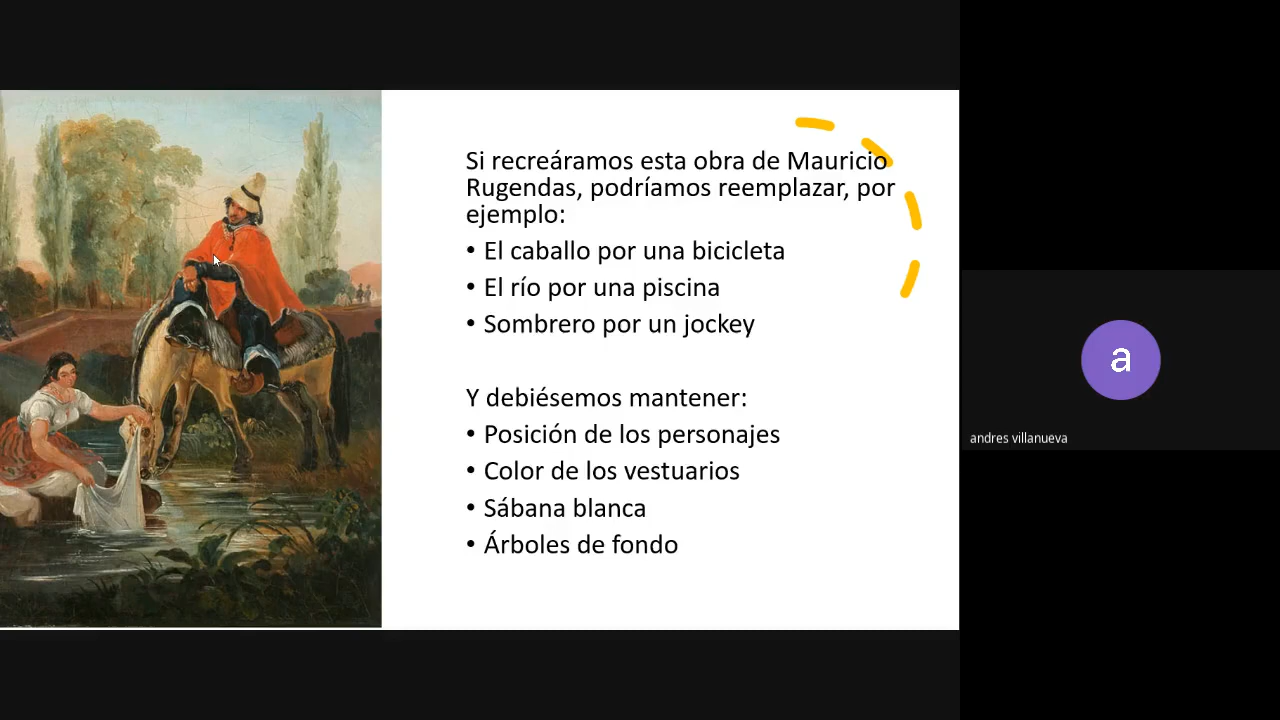 Si recreáramos esta obra de Mauricio
Rugendas, podríamos reemplazar, por
ejemplo:
• El caballo por una bicicleta
• El río por una piscina
• Sombrero por un jockey
Y debiésemos mantener:
• Posición de los personajes
• Color de los vestuarios
• Sábana blanca
• Árboles de fondo
a
andres villanueva